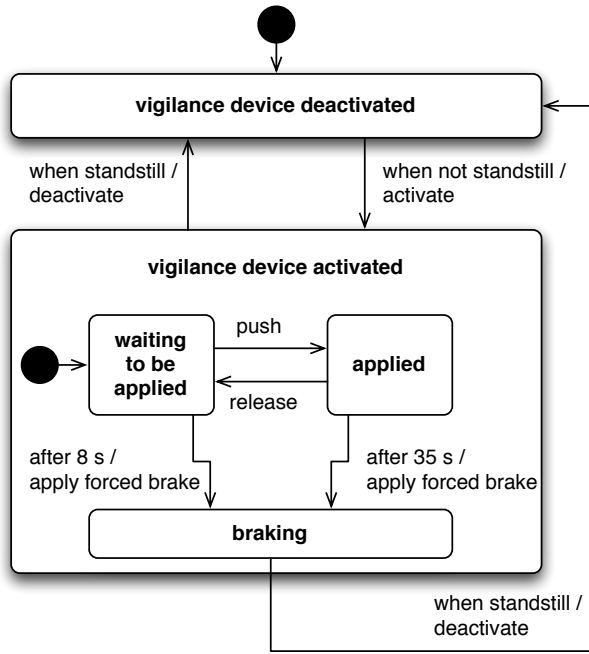 vigilance device deactivated
when standstill /
deactivate
when not standstill /
activate
vigilance device activated
waiting
to be
applied
push
applied
release
after 8 s /
apply forced brake
after 35 s /
apply forced brake
braking
when standstill /
deactivate